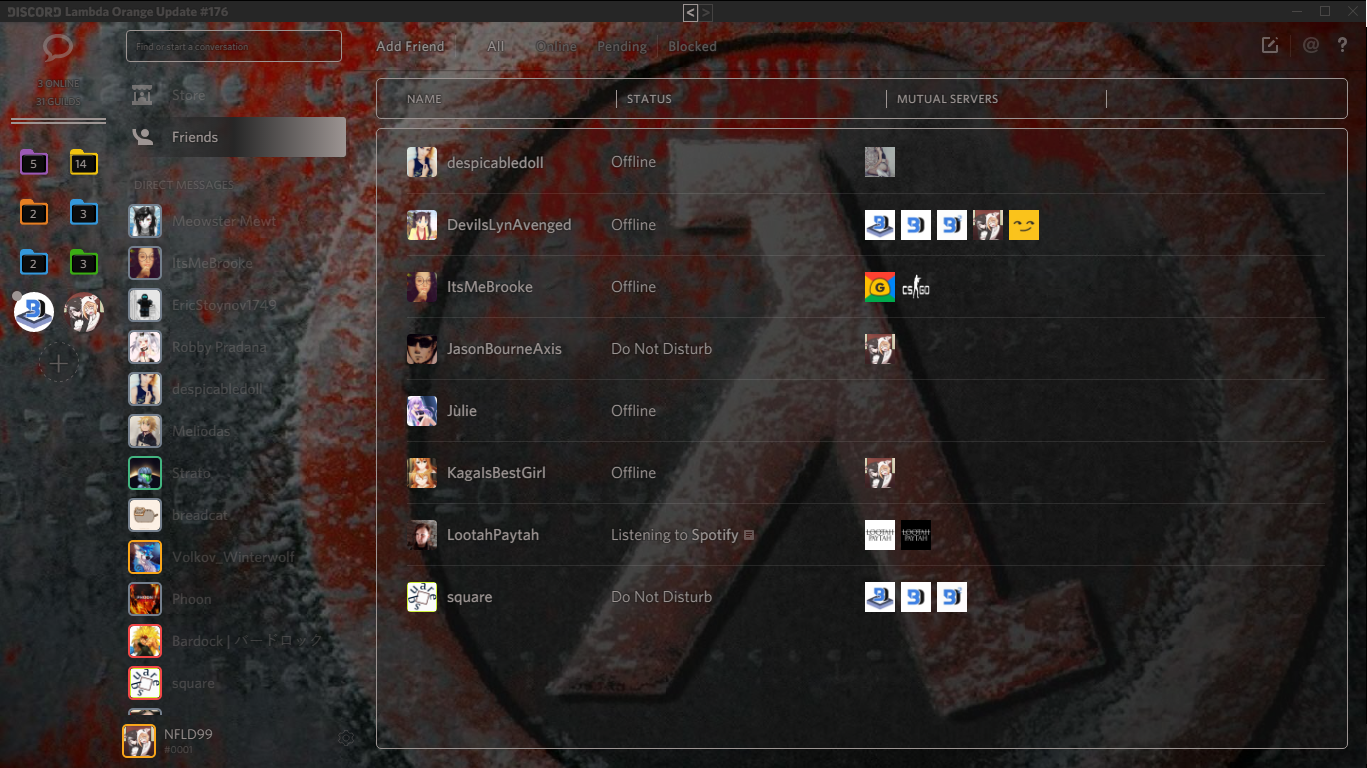 DISCORD Lambda Orange Update #176
< >
Find or start a conversation
Add Friend All Online Pending Blocked
@ ?
3 ONLINE
31 GUILDS
Store
NAME STATUS MUTUAL SERVERS
Friends
5 14
despicabledoll Offline
DIRECT MESSAGES
2 3
Meowster Mewt
DevilsLynAvenged Offline
2 3
ItsMeBrooke
ItsMeBrooke Offline
G
CS GO
EricStoynov1749
Robby Pradana
JasonBourneAxis Do Not Disturb
despicabledoll
Jùlie Offline
Meliodas
Strato
KagaIsBestGirl Offline
breadcat
LootahPaytah Listening to Spotify
LOOTAH
PAYTAH
LOOTAH
PAYTAH
Volkov_Winterwolf
Phoon
square Do Not Disturb
square
Bardock | バードロック
square
square
NFLD99
#0001